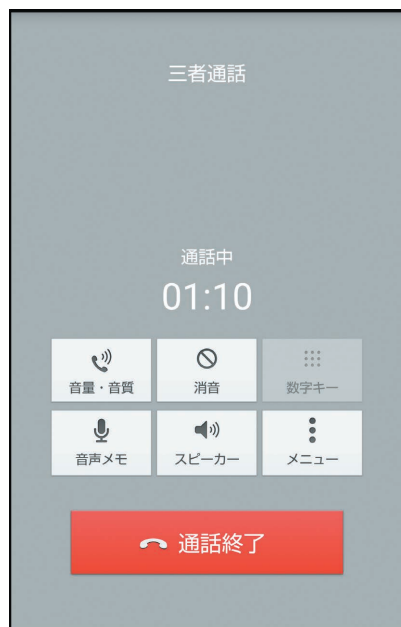 三者通話
通話中
01:10
音量・音質 消音 数字キー
音声メモ スピーカー メニュー
通話終了